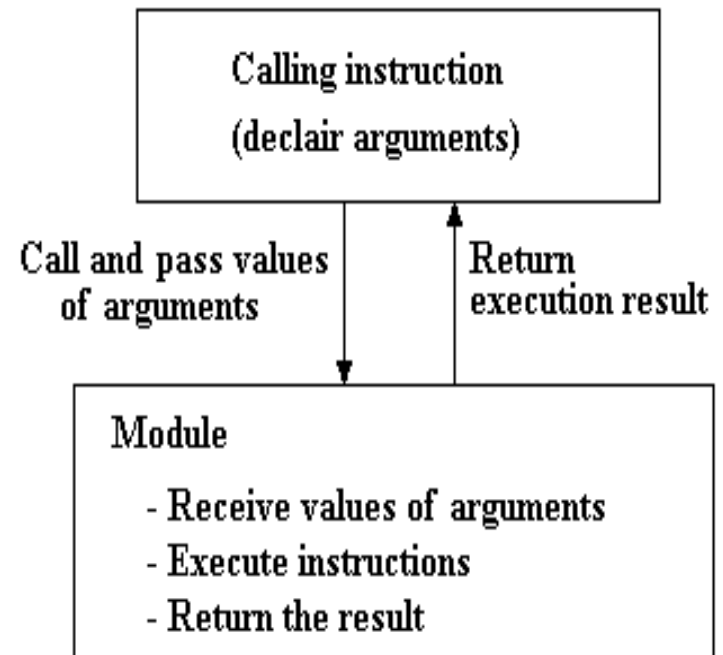 Calling instruction
(declair arguments)
Call and pass values
of arguments
Return
execution result
Module
- Receive values of arguments
- Execute instructions
- Return the result